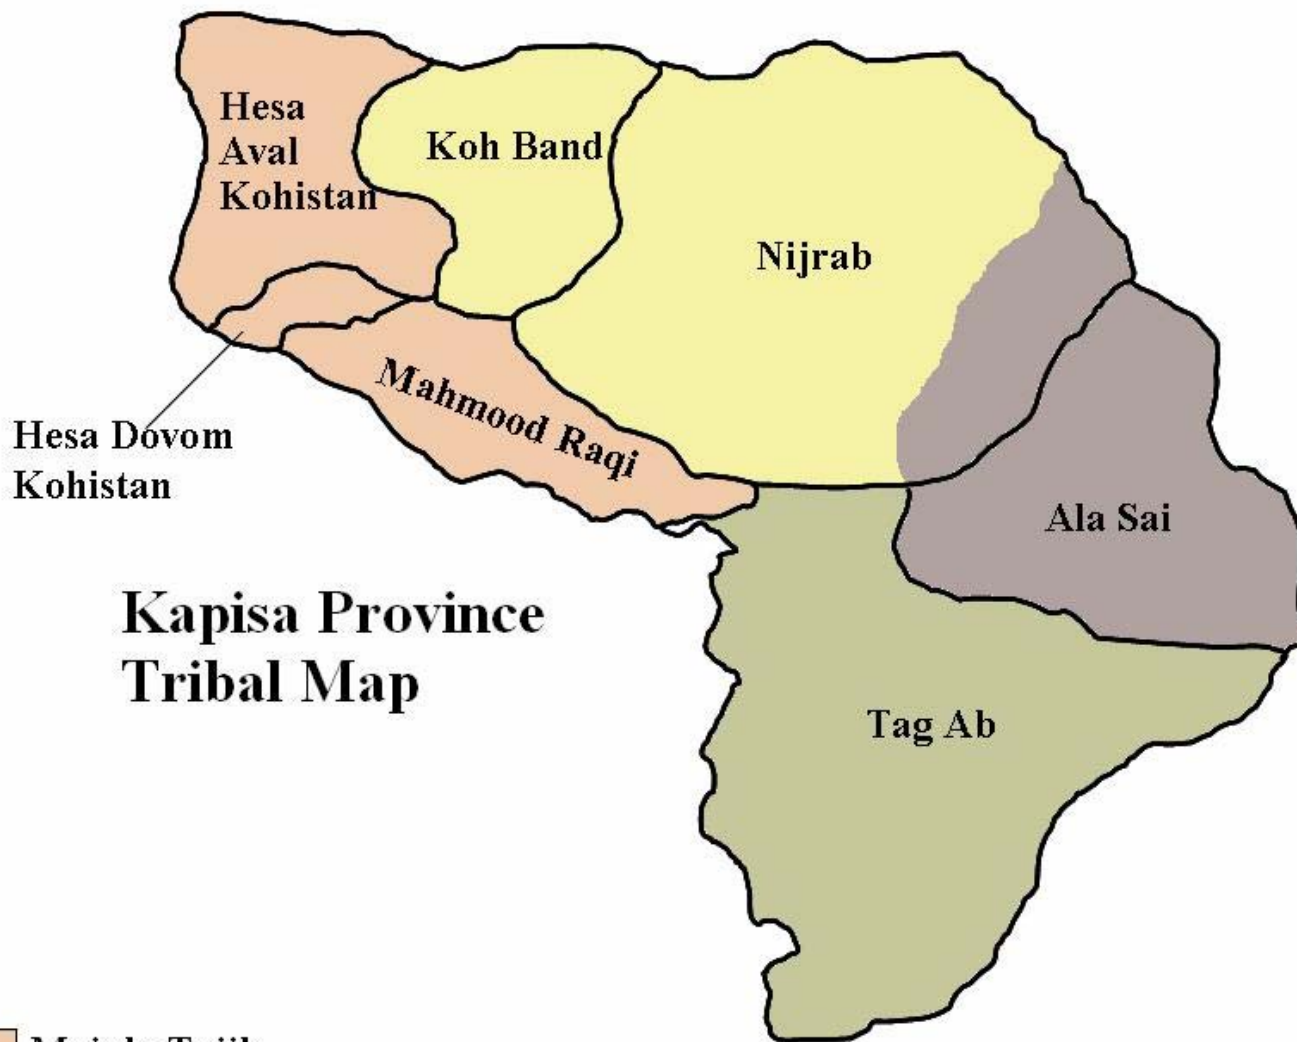 Hesa
Aval
Kohistan
Koh Band
Nijrab
Mahmood Raqi
Hesa Dovom
Kohistan
Ala Sai
Kapisa Province
Tribal Map
Tag Ab